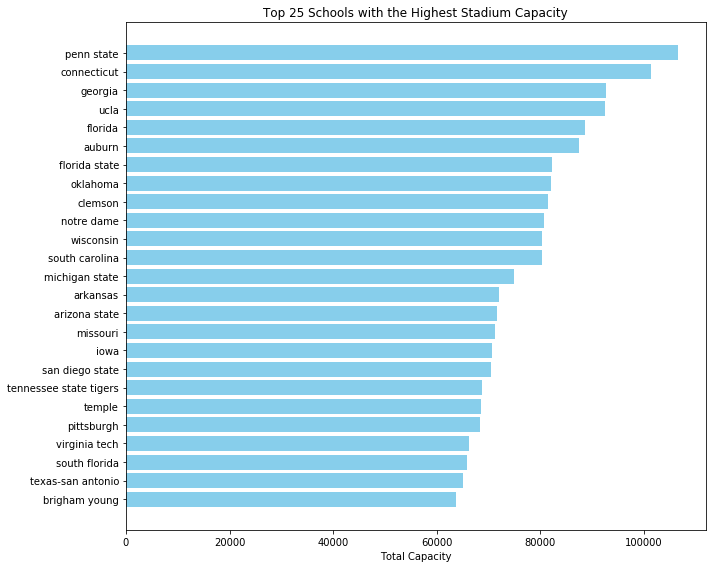 Top 25 Schools with the Highest Stadium Capacity
penn state
connecticut
georgia
ucla
florida
auburn
florida state
oklahoma
clemson
notre dame
wisconsin
south carolina
michigan state
arkansas
arizona state
missouri
iowa
san diego state
tennessee state tigers
temple
pittsburgh
virginia tech
south florida
texas-san antonio
brigham young
0 20000 40000 60000 80000 100000
Total Capacity